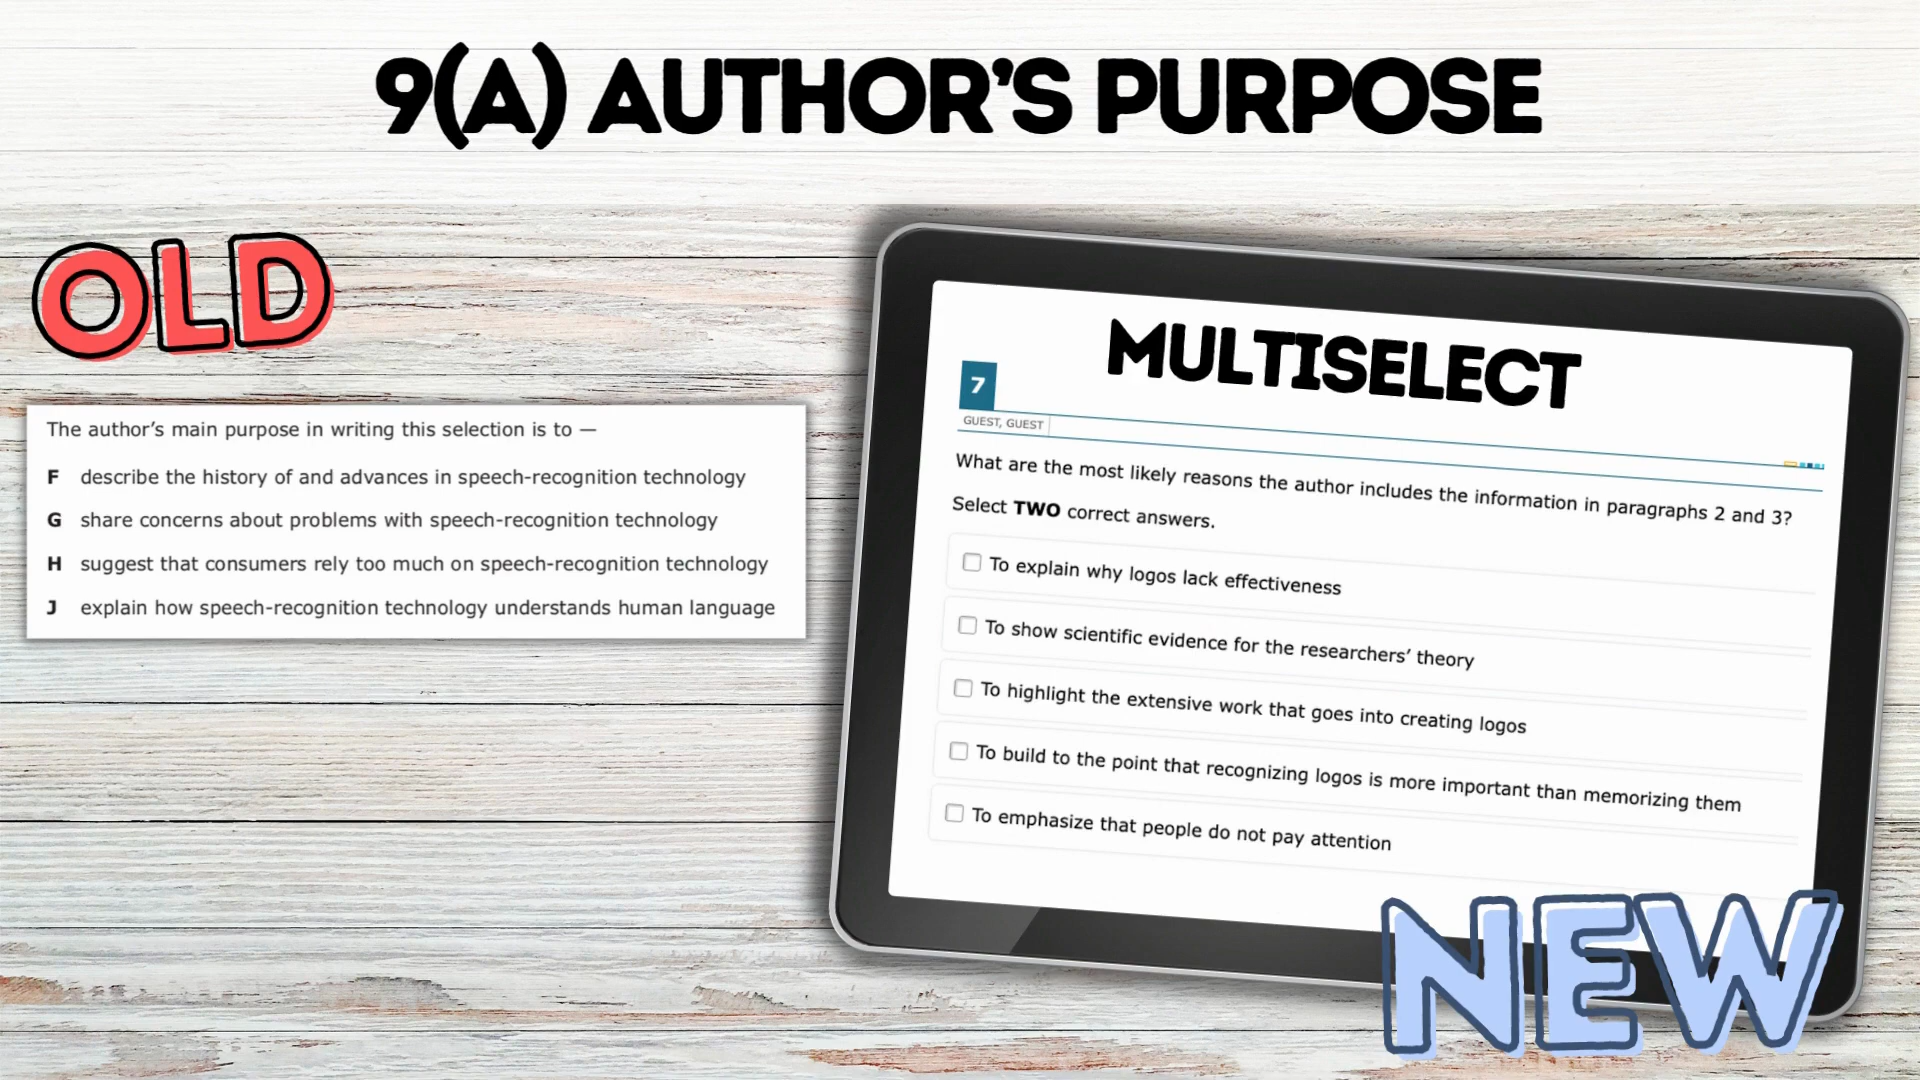 9(A) AUTHOR'S PURPOSE
OLD
The author's main purpose in writing this selection is to —
F describe the history of and advances in speech-recognition technology
G share concerns about problems with speech-recognition technology
H suggest that consumers rely too much on speech-recognition technology
J explain how speech-recognition technology understands human language
MULTISELECT
7
GUEST, GUEST
What are the most likely reasons the author includes the information in paragraphs 2 and 3?
Select TWO correct answers.
To explain why logos lack effectiveness
To show scientific evidence for the researchers' theory
To highlight the extensive work that goes into creating logos
To build to the point that recognizing logos is more important than memorizing them
To emphasize that people do not pay attention
NEW